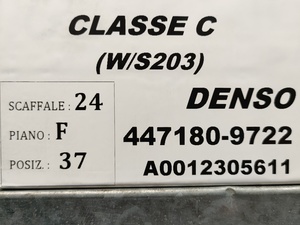 CLASSE C
(W/S203)
SCAFFALE : 24
PIANO : F
POSIZ. : 37
DENSO
447180-9722
A0012305611